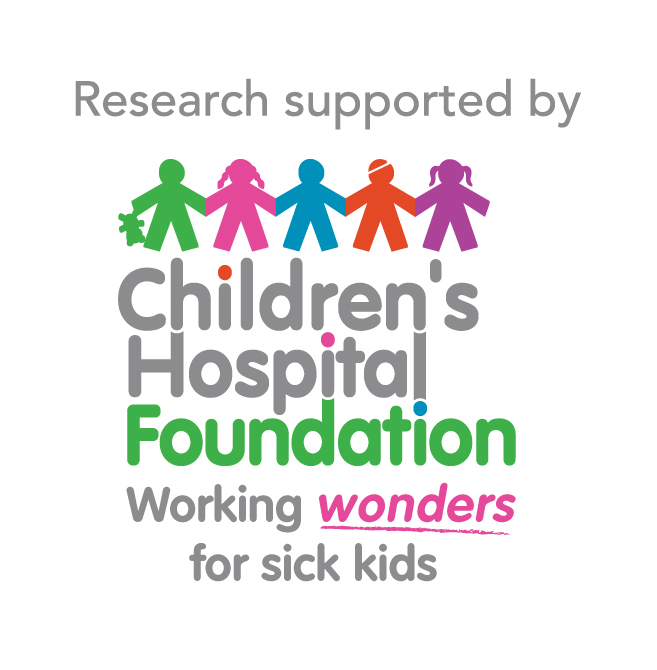 Research supported by
Children's
Hospital
Foundation
Working wonders
for sick kids